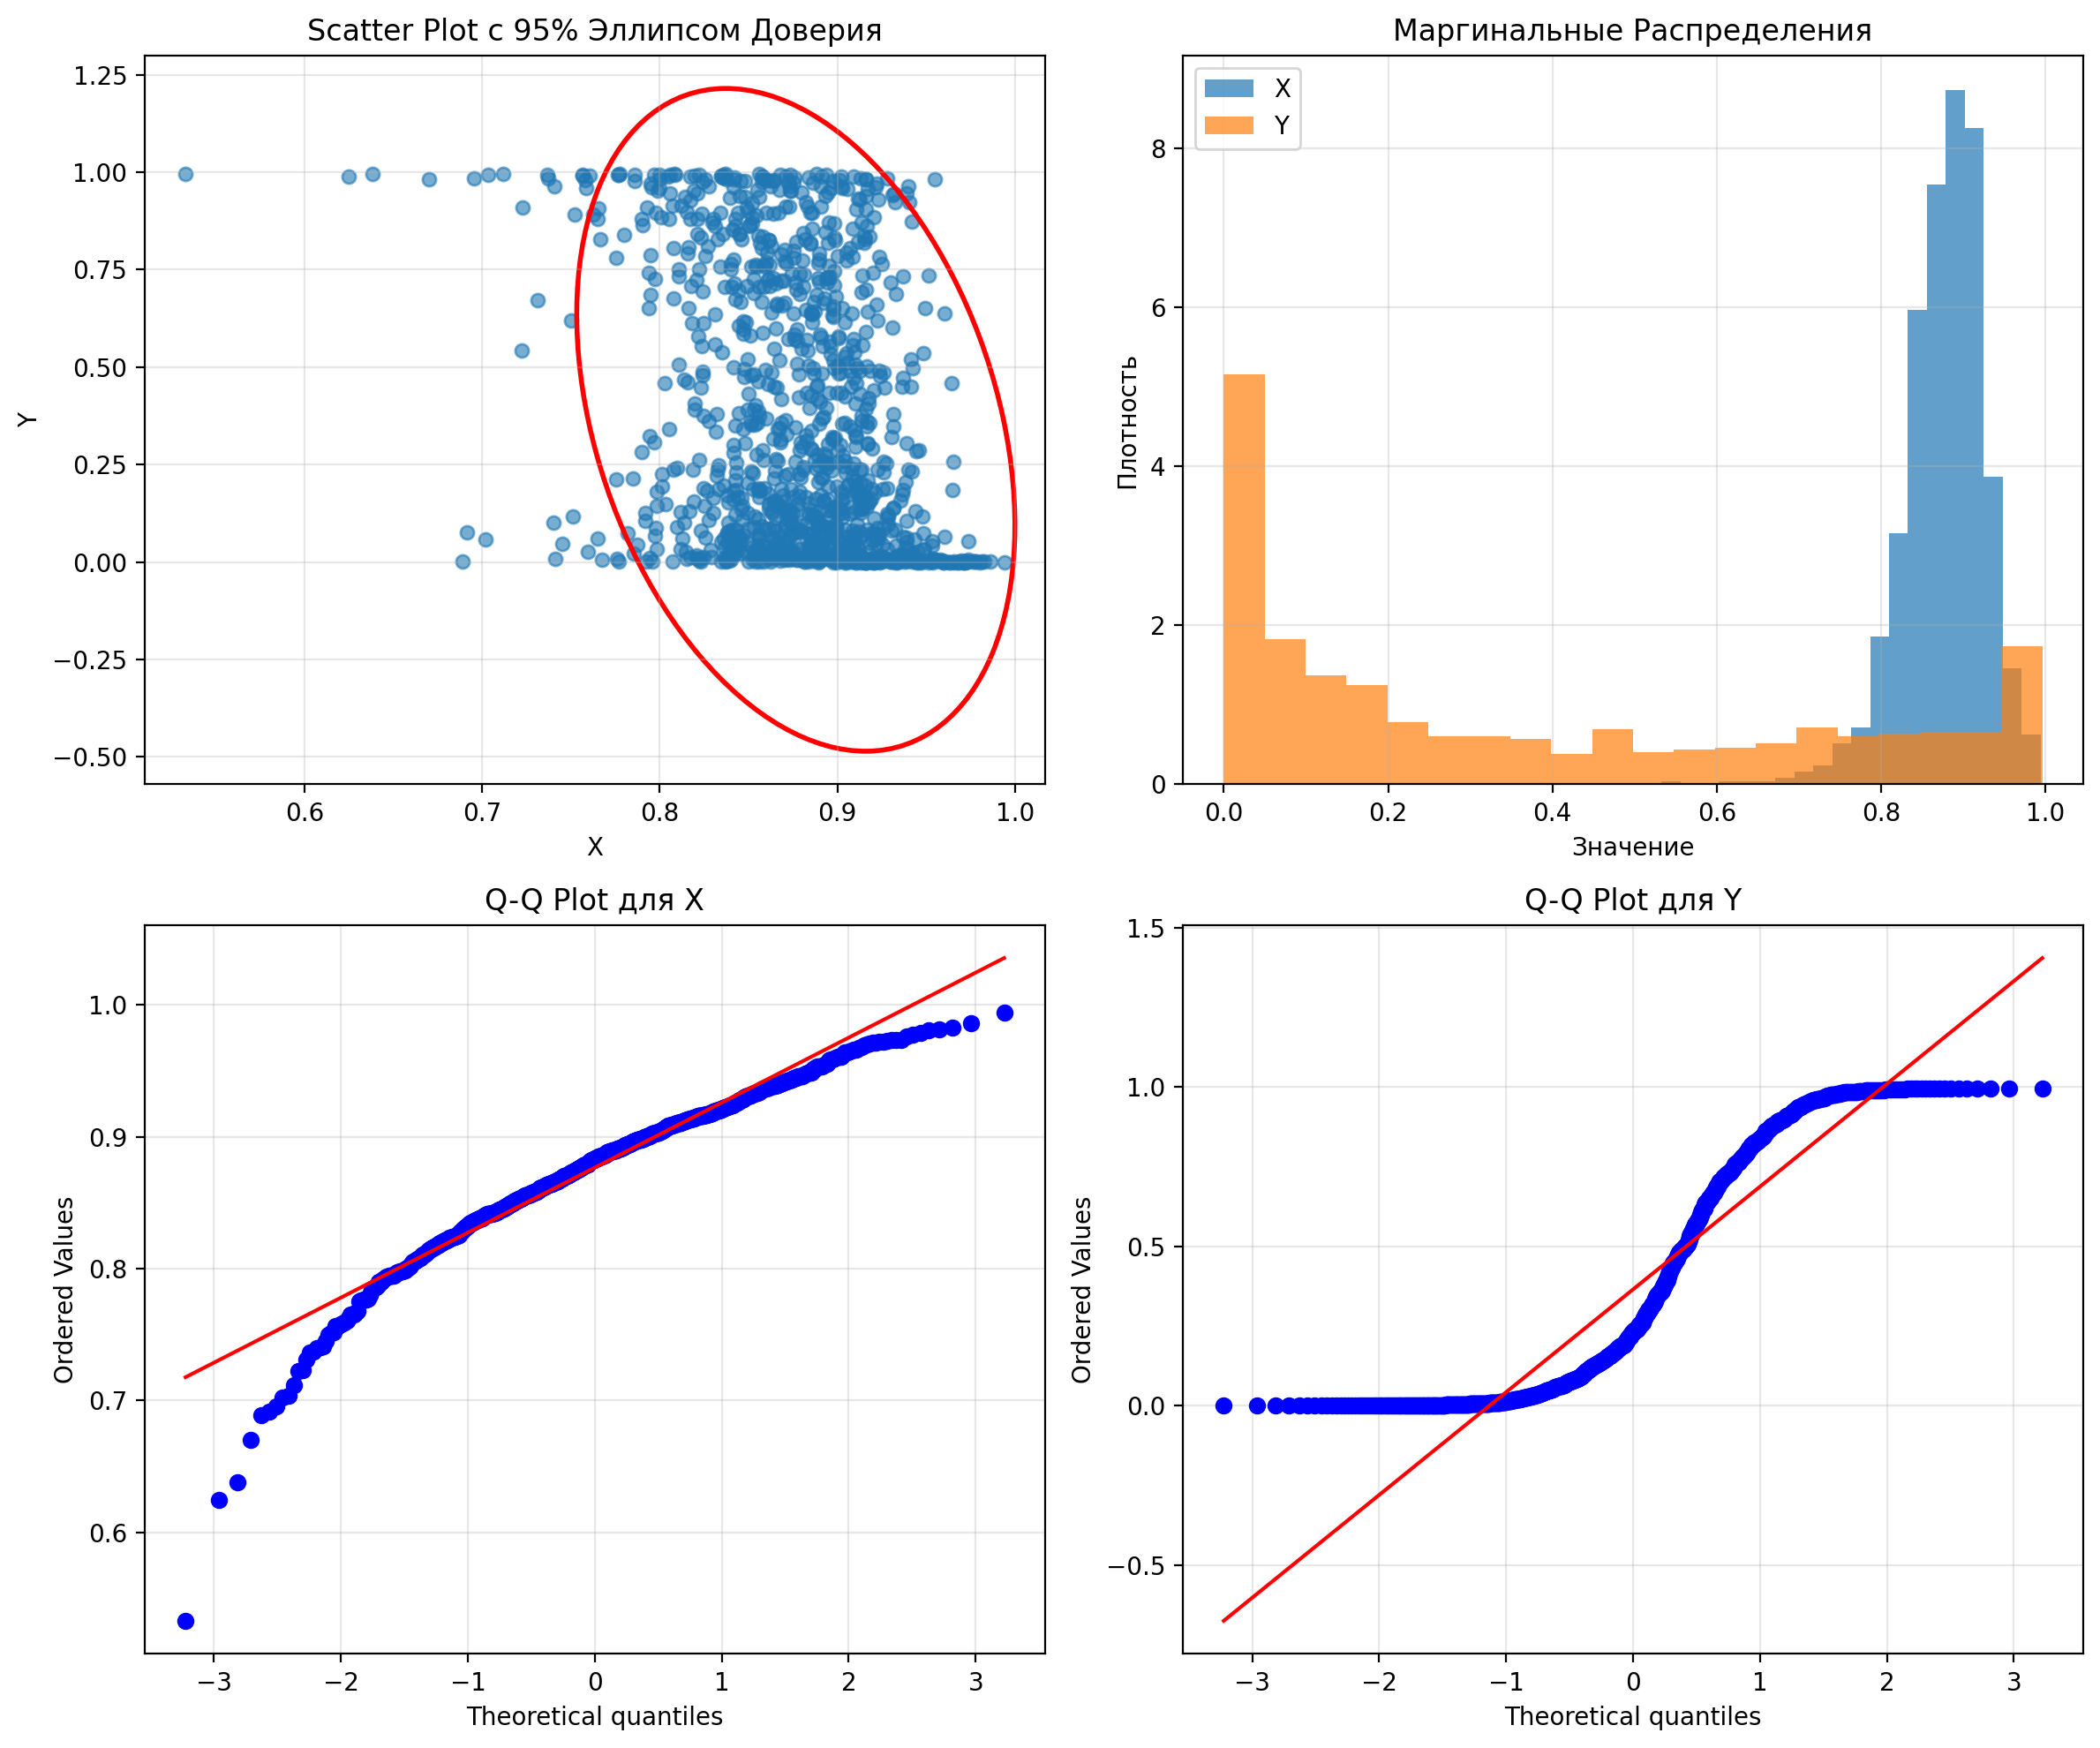 Scatter Plot с 95% Эллипсом Доверия
1.25
1.00
0.75
0.50
0.25
0.00
−0.25
−0.50
Y
0.6 0.7 0.8 0.9 1.0
X
Маргинальные Распределения
X
Y
8
6
4
2
0
Плотность
0.0 0.2 0.4 0.6 0.8 1.0
Значение
Q-Q Plot для X
1.0
0.9
0.8
0.7
0.6
Ordered Values
−3 −2 −1 0 1 2 3
Theoretical quantiles
Q-Q Plot для Y
1.5
1.0
0.5
0.0
−0.5
Ordered Values
−3 −2 −1 0 1 2 3
Theoretical quantiles